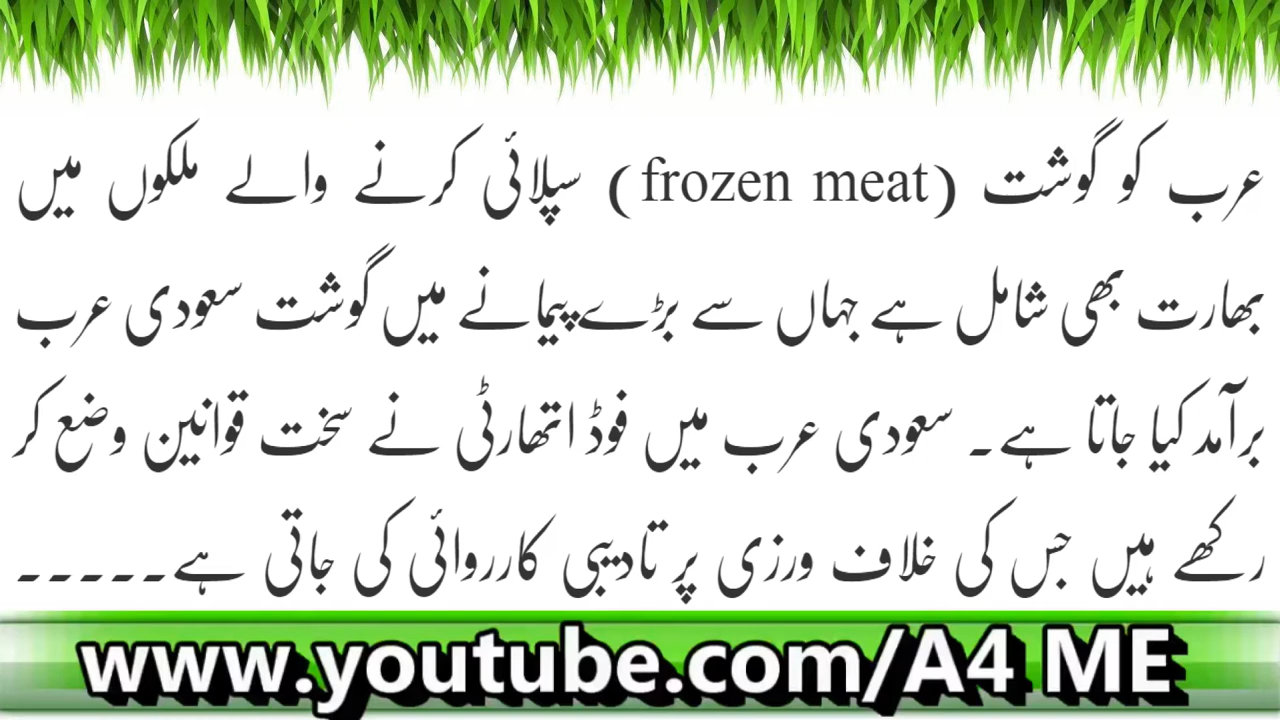 عرب کو گوشت (frozen meat) سپلائی کرنے والے ملکوں میں
بھارت بھی شامل ہے جہاں سے بڑے پیمانے میں گوشت سعودی عرب
برآمد کیا جاتا ہے۔ سعودی عرب میں فوڈ اتھارٹی نے سخت قوانین وضع کر
رکھے ہیں جس کی خلاف ورزی پر تادیبی کارروائی کی جاتی ہے۔۔۔۔۔
www.youtube.com/A4 ME